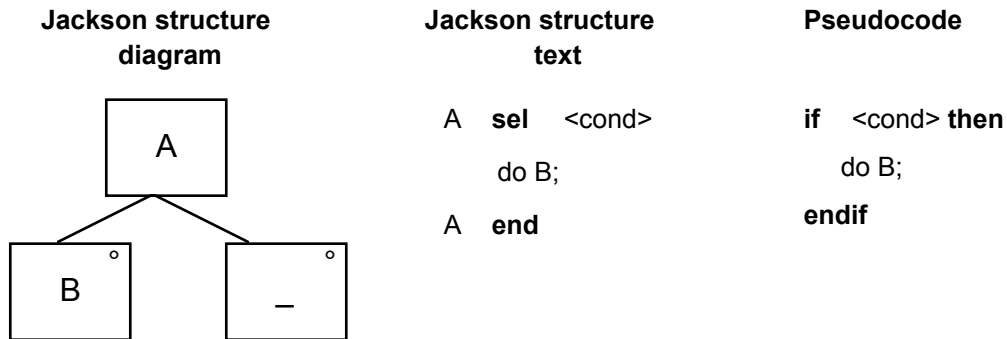 Jackson structure
diagram
A
B °
_ °
Jackson structure
text
A sel <cond>
do B;
A end
Pseudocode
if <cond> then
do B;
endif